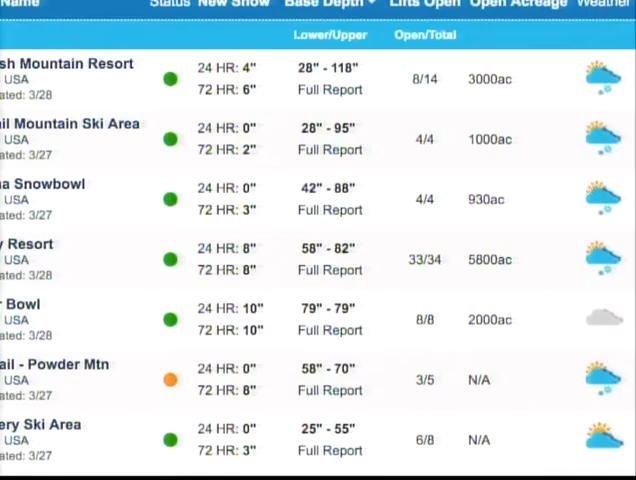 Name Status New Snow Base Depth Lifts Open Open Acreage Weather
Lower/Upper Open/Total
sh Mountain Resort
USA
ated: 3/28
24 HR: 4"
72 HR: 6"
28" - 118"
Full Report
8/14
3000ac
il Mountain Ski Area
USA
ated: 3/27
24 HR: 0"
72 HR: 2"
28" - 95"
Full Report
4/4
1000ac
a Snowbowl
USA
ated: 3/27
24 HR: 0"
72 HR: 3"
42" - 88"
Full Report
4/4
930ac
y Resort
USA
ated: 3/28
24 HR: 8"
72 HR: 8"
58" - 82"
Full Report
33/34
5800ac
r Bowl
USA
ated: 3/28
24 HR: 10"
72 HR: 10"
79" - 79"
Full Report
8/8
2000ac
ail - Powder Mtn
USA
ated: 3/27
24 HR: 0"
72 HR: 8"
58" - 70"
Full Report
3/5
N/A
ery Ski Area
USA
ated: 3/27
24 HR: 0"
72 HR: 3"
25" - 55"
Full Report
6/8
N/A